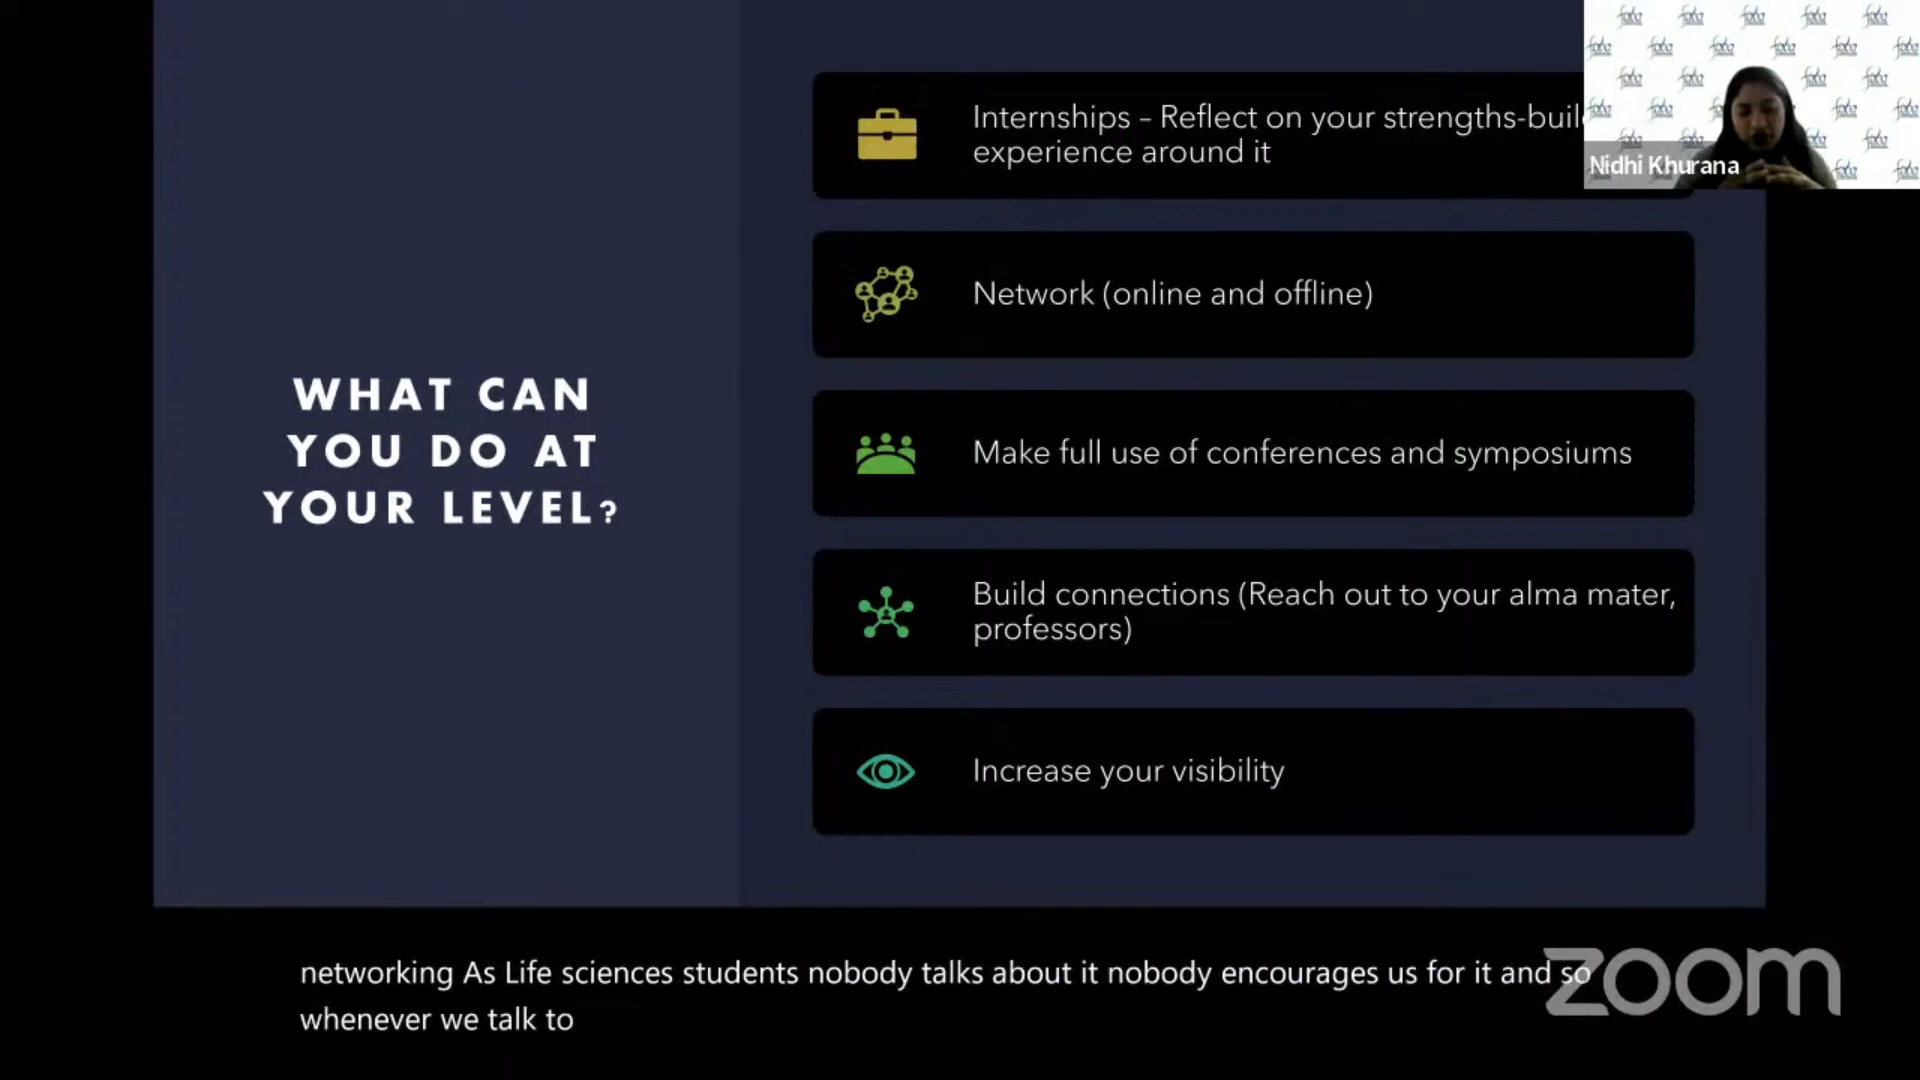 WHAT CAN
YOU DO AT
YOUR LEVEL?
Internships – Reflect on your strengths-buil
experience around it
Network (online and offline)
Make full use of conferences and symposiums
Build connections (Reach out to your alma mater,
professors)
Increase your visibility
Nidhi Khurana
networking As Life sciences students nobody talks about it nobody encourages us for it and so
whenever we talk to
zoom